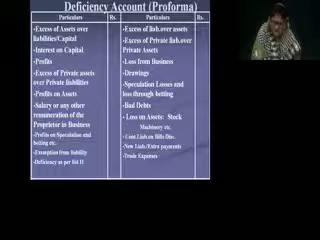 Deficiency Account (Proforma)
Particulars Rs. Particulars Rs.
•Excess of Assets over
liabilities/Capital
•Interest on Capital
•Profits
•Excess of Private assets
over Private liabilities
•Profits on Assets
•Salary or any other
remuneration of the
Proprietor in Business
•Profits on Speculation and
betting etc.
•Exemption from liability
•Deficiency as per list H
•Excess of liab.over assets
•Excess of Private liab.over
Private Assets
•Loss from Business
•Drawings
•Speculation Losses and
loss through betting
•Bad Debts
• Loss on Assets: Stock
Machinery etc.
•Cont.Liab.on Bills Disc.
•New Liab./Extra payments
•Trade Expenses